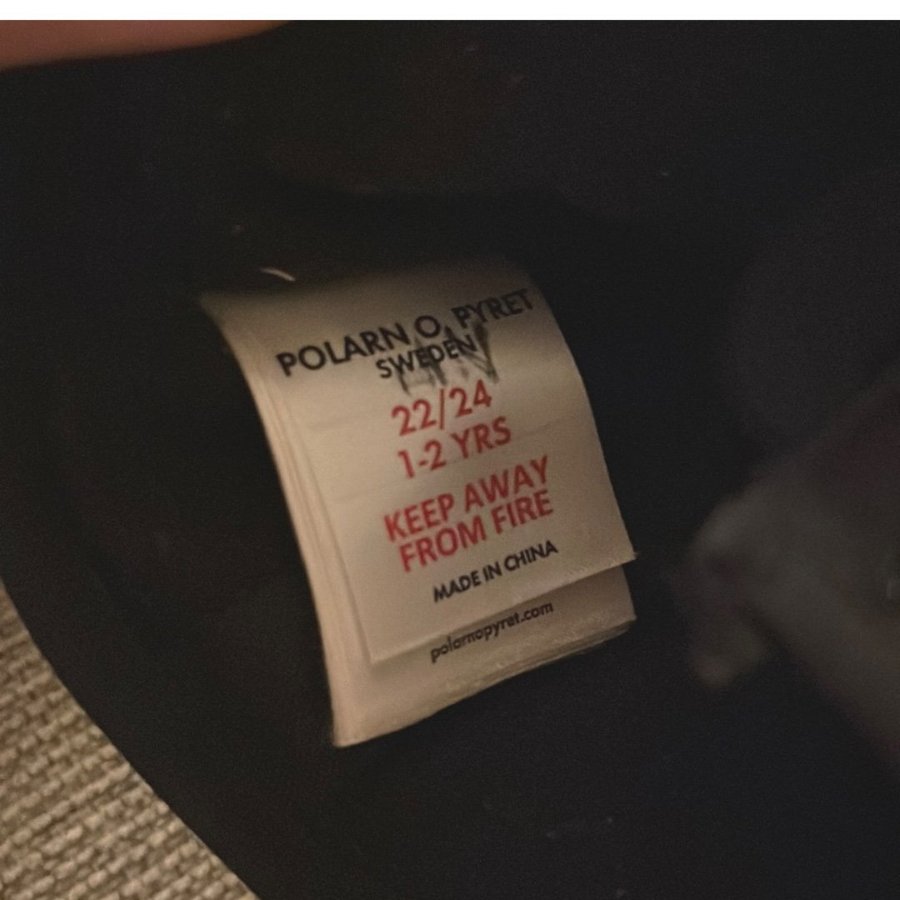 POLARN O. PYRET
SWEDEN
22/24
1-2 YRS
KEEP AWAY
FROM FIRE
MADE IN CHINA
polarnopyret.com